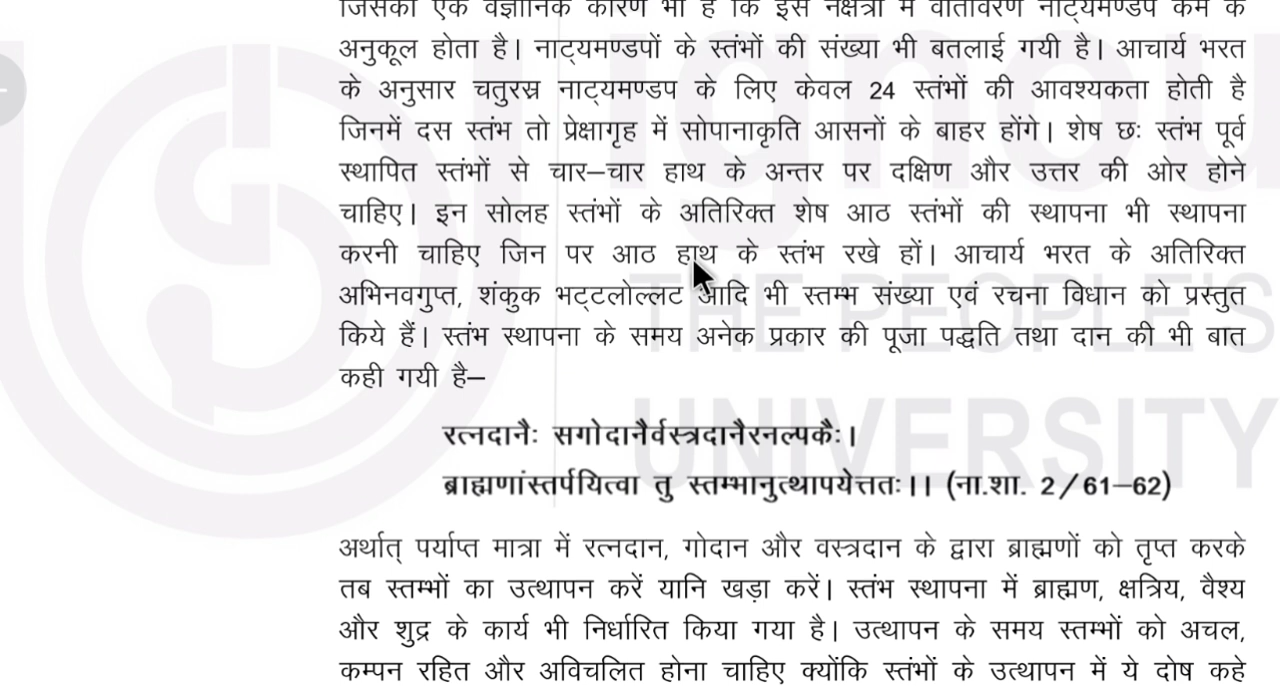 जिसका एक वैज्ञानिक कारण भी है कि इस नक्षत्रों में वातावरण नाट्यमण्डप कर्म के
अनुकूल होता है। नाट्यमण्डपों के स्तंभों की संख्या भी बतलाई गयी है। आचार्य भरत
के अनुसार चतुरस्र नाट्यमण्डप के लिए केवल 24 स्तंभों की आवश्यकता होती है
जिनमें दस स्तंभ तो प्रेक्षागृह में सोपानाकृति आसनों के बाहर होंगे। शेष छः स्तंभ पूर्व
स्थापित स्तंभों से चार–चार हाथ के अन्तर पर दक्षिण और उत्तर की ओर होने
चाहिए। इन सोलह स्तंभों के अतिरिक्त शेष आठ स्तंभों की स्थापना भी स्थापना
करनी चाहिए जिन पर आठ हाथ के स्तंभ रखे हों। आचार्य भरत के अतिरिक्त
अभिनवगुप्त, शंकुक भट्टलोल्लट आदि भी स्तम्भ संख्या एवं रचना विधान को प्रस्तुत
किये हैं। स्तंभ स्थापना के समय अनेक प्रकार की पूजा पद्धति तथा दान की भी बात
कही गयी है–
रत्नदानैः सगोदानैर्वस्त्रदानैरनल्पकैः।
ब्राह्मणांस्तर्पयित्वा तु स्तम्भानुत्थापयेत्ततः।। (ना.शा. 2/61–62)
अर्थात् पर्याप्त मात्रा में रत्नदान, गोदान और वस्त्रदान के द्वारा ब्राह्मणों को तृप्त करके
तब स्तम्भों का उत्थापन करें यानि खड़ा करें। स्तंभ स्थापना में ब्राह्मण, क्षत्रिय, वैश्य
और शुद्र के कार्य भी निर्धारित किया गया है। उत्थापन के समय स्तम्भों को अचल,
कम्पन रहित और अविचलित होना चाहिए क्योंकि स्तंभों के उत्थापन में ये दोष कहे
ignou
THE PEOPLE'S
UNIVERSITY